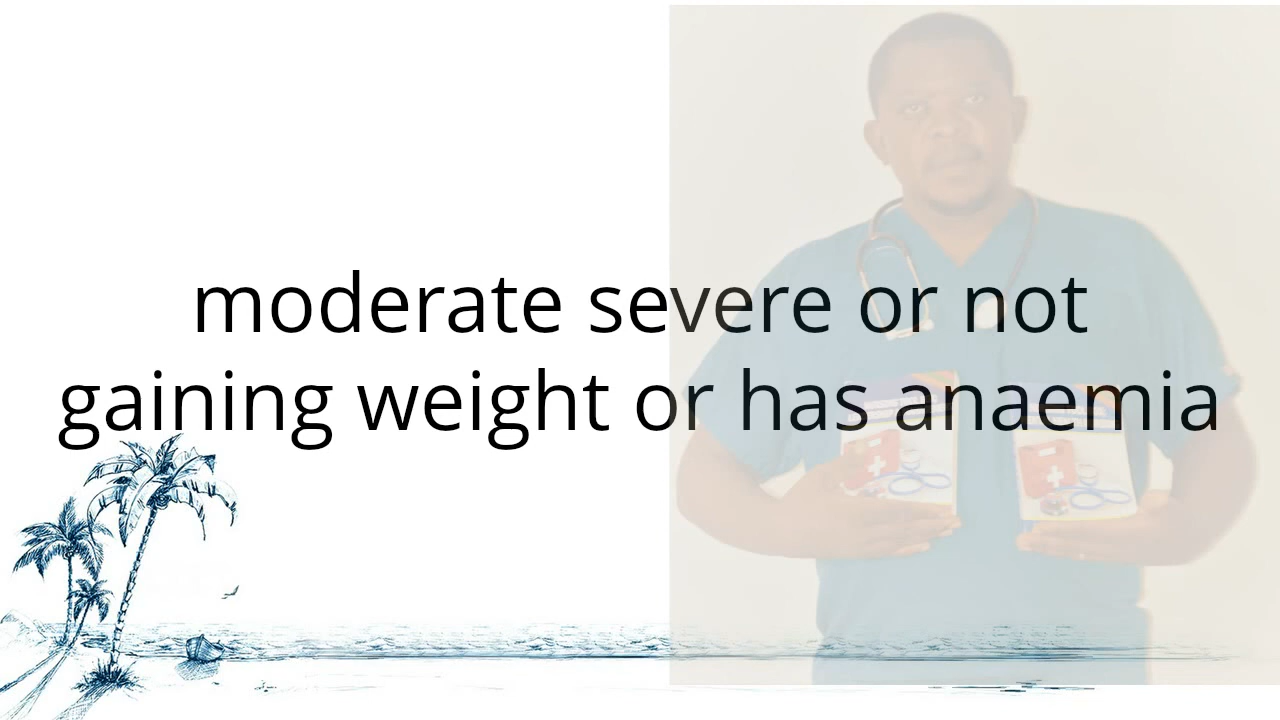 moderate severe or not
gaining weight or has anaemia